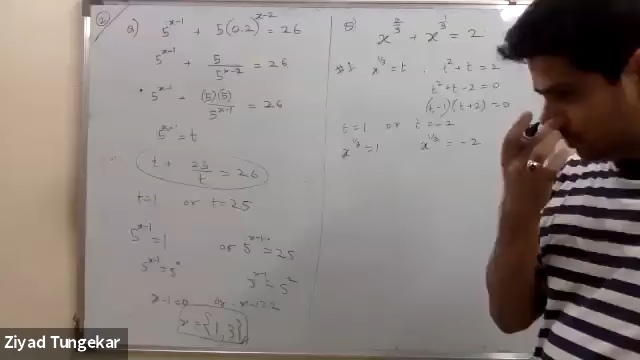 Q) 5^(x-1) + 5(0.2)^(x-2) = 26
5^(x-1) + 5/5^(x-2) = 26
5^(x-1) + (5)(5)/5^(x-1) = 26
5^(x-1) = t
t + 25/t = 26
t=1 or t=25
5^(x-1) = 1 or 5^(x-1) = 25
5^(x-1) = 5^0 5^(x-1) = 5^2
x-1=0 or x-1=2
x = {1,3}
Q) x^(2/3) + x^(1/3) = 2
x^(1/3) = t , t^2 + t = 2
t^2 + t - 2 = 0
(t-1)(t+2) = 0
t=1 or t=-2
x^(1/3) = 1 x^(1/3) = -2
Ziyad Tungekar